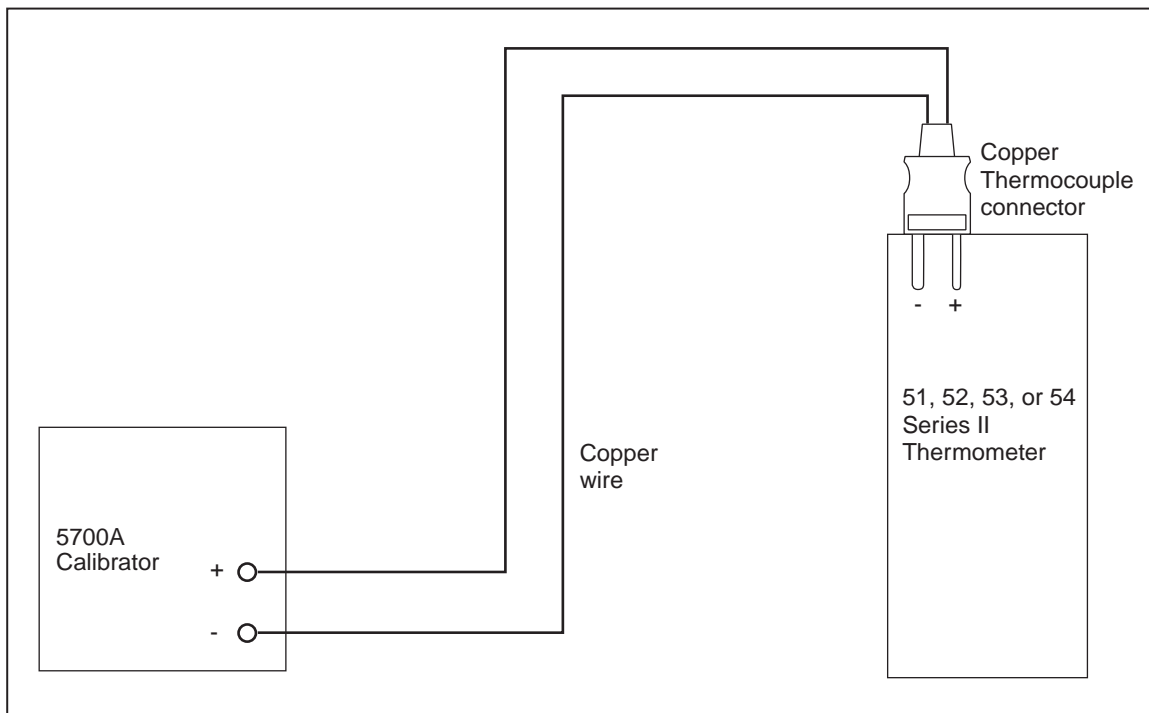 Copper
Thermocouple
connector
- +
51, 52, 53, or 54
Series II
Thermometer
Copper
wire
5700A
Calibrator
+
-